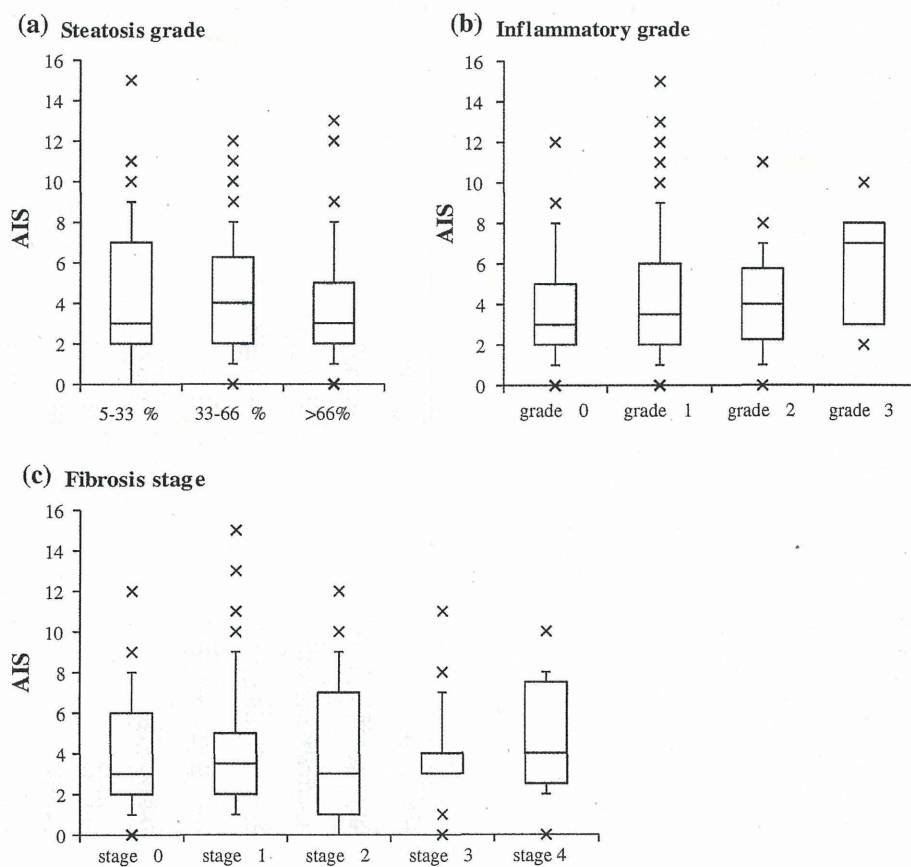 (a) Steatosis grade
16
14
12
10
8
6
4
2
0
AIS
5-33 %
33-66 %
>66%
(b) Inflammatory grade
16
14
12
10
8
6
4
2
0
AIS
grade 0
grade 1
grade 2
grade 3
(c) Fibrosis stage
16
14
12
10
8
6
4
2
0
AIS
stage 0
stage 1
stage 2
stage 3
stage 4